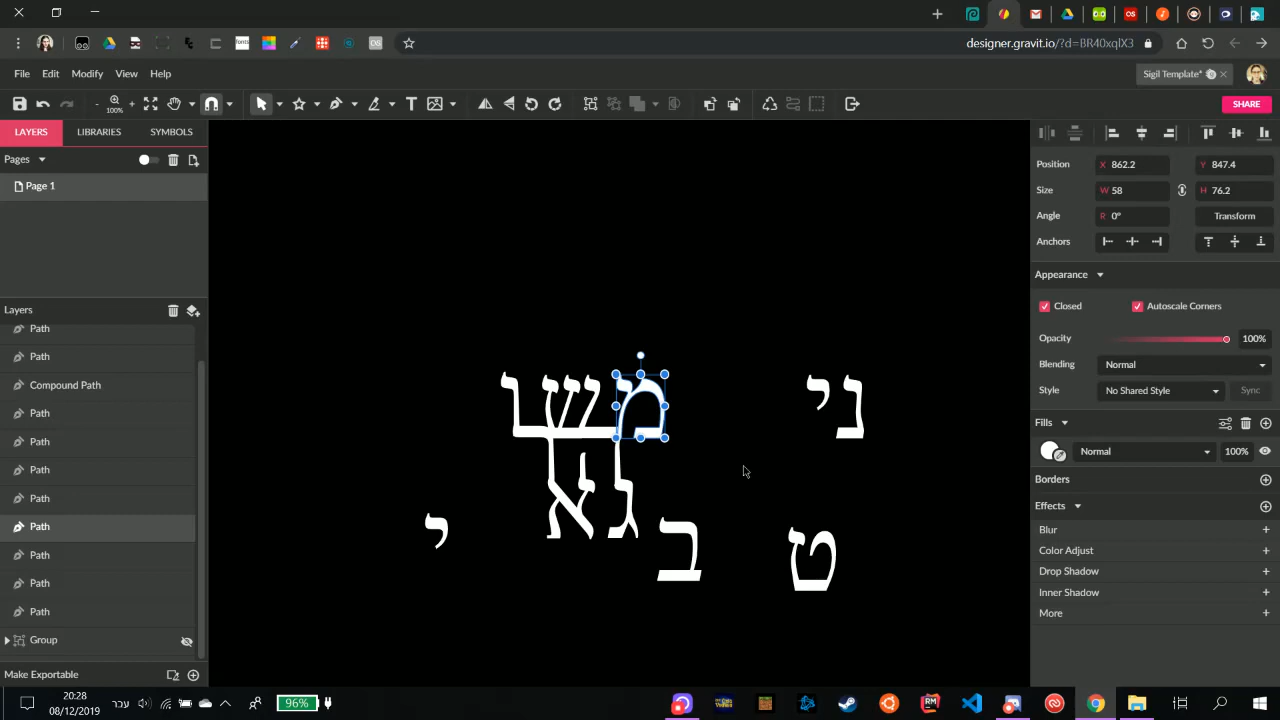 designer.gravit.io/?d=BR40xqlX3
File Edit Modify View Help
Sigil Template*
100%
SHARE
LAYERS LIBRARIES SYMBOLS
Pages
Page 1
Layers
Path
Path
Compound Path
Path
Path
Path
Path
Path
Path
Path
Path
Group
Make Exportable
ני
מ
ש
ט
ב
ג
א
י
Position X 862.2 Y 847.4
Size W 58 H 76.2
Angle R 0° Transform
Anchors
Appearance
Closed Autoscale Corners
Opacity 100%
Blending Normal
Style No Shared Style Sync
Fills
Normal 100%
Borders
Effects
Blur
Color Adjust
Drop Shadow
Inner Shadow
More
20:28
08/12/2019
עבר
96%